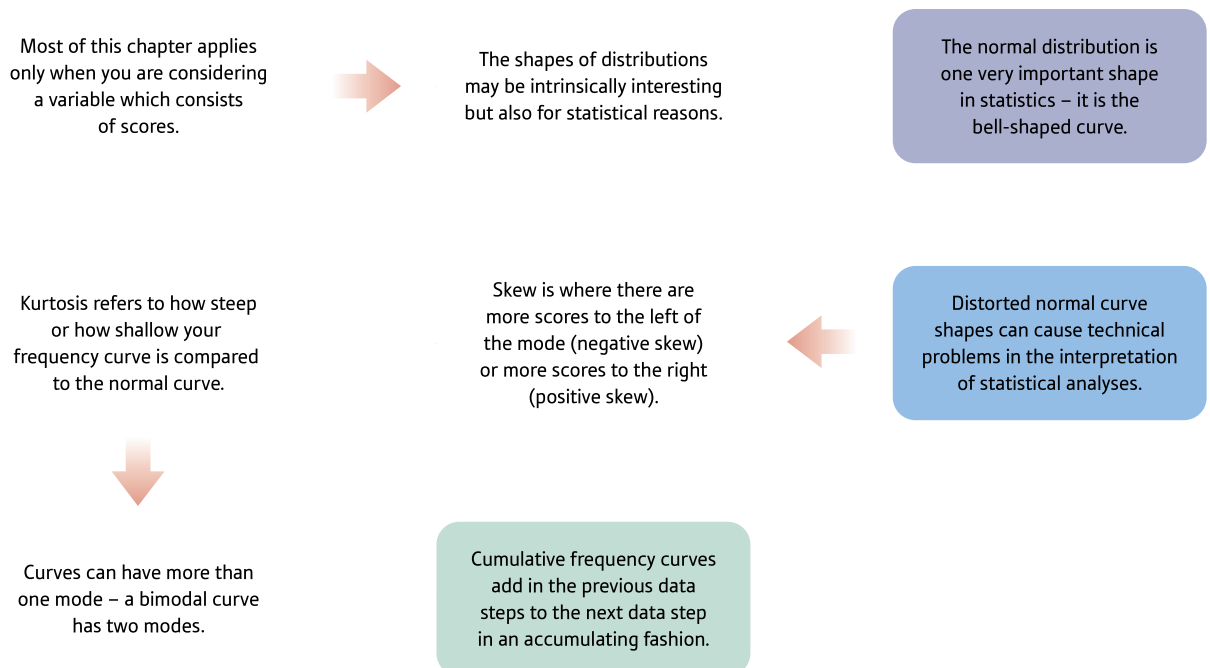 Most of this chapter applies
only when you are considering
a variable which consists
of scores.
The shapes of distributions
may be intrinsically interesting
but also for statistical reasons.
The normal distribution is
one very important shape
in statistics – it is the
bell-shaped curve.
Distorted normal curve
shapes can cause technical
problems in the interpretation
of statistical analyses.
Skew is where there are
more scores to the left of
the mode (negative skew)
or more scores to the right
(positive skew).
Kurtosis refers to how steep
or how shallow your
frequency curve is compared
to the normal curve.
Curves can have more than
one mode – a bimodal curve
has two modes.
Cumulative frequency curves
add in the previous data
steps to the next data step
in an accumulating fashion.